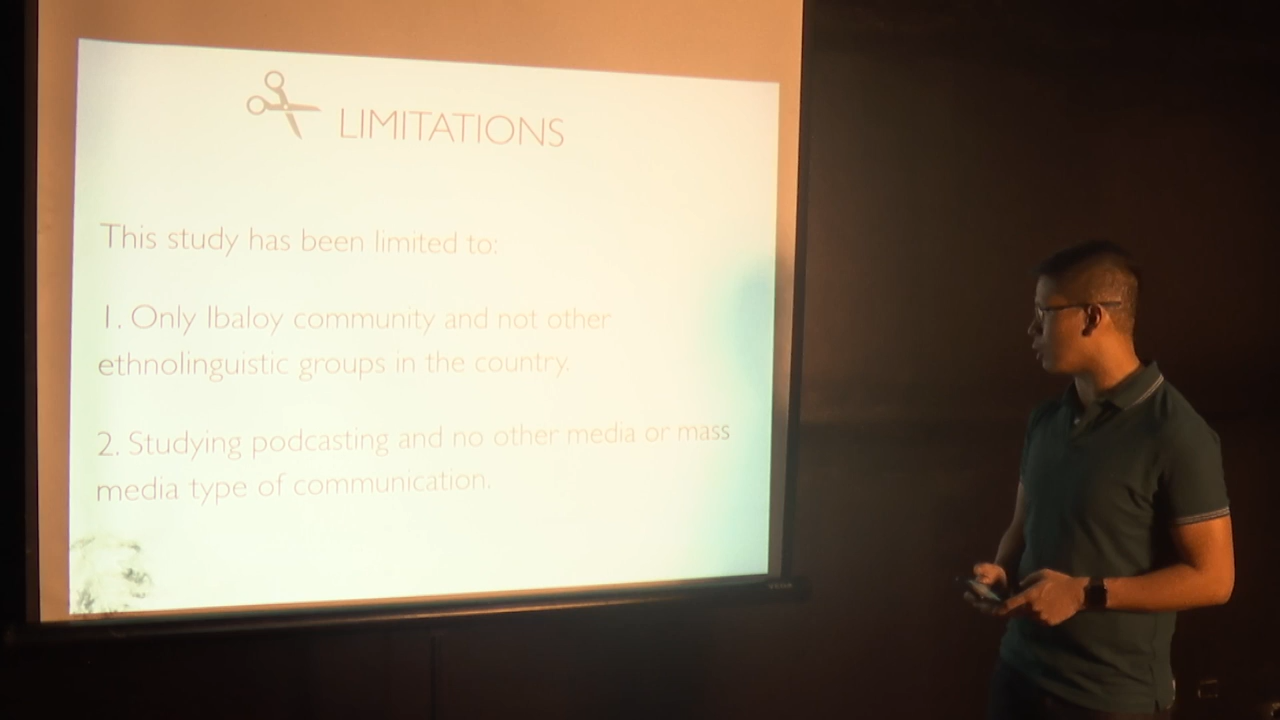 LIMITATIONS
This study has been limited to:
1. Only Ibaloy community and not other
ethnolinguistic groups in the country.
2. Studying podcasting and no other media or mass
media type of communication.